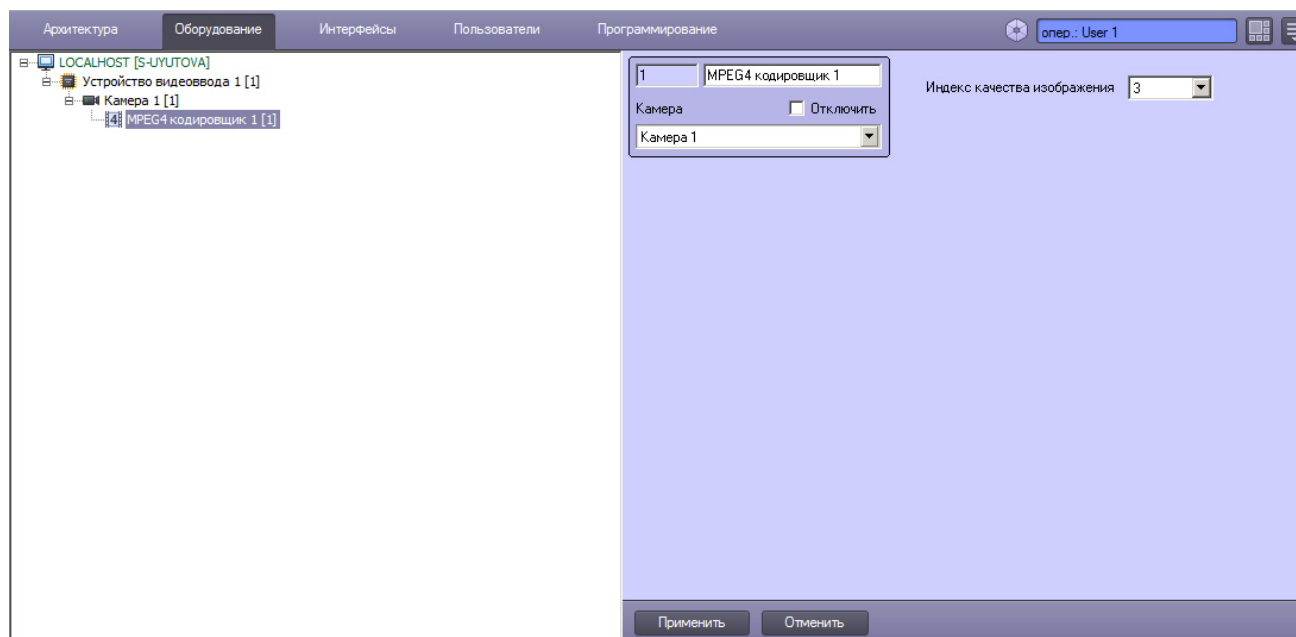 Архитектура Оборудование Интерфейсы Пользователи Программирование опер.: User 1
LOCALHOST [S-UYUTOVA]
Устройство видеоввода 1 [1]
Камера 1 [1]
4 MPEG4 кодировщик 1 [1]
1 MPEG4 кодировщик 1
Камера Отключить
Камера 1
Индекс качества изображения 3
Применить Отменить